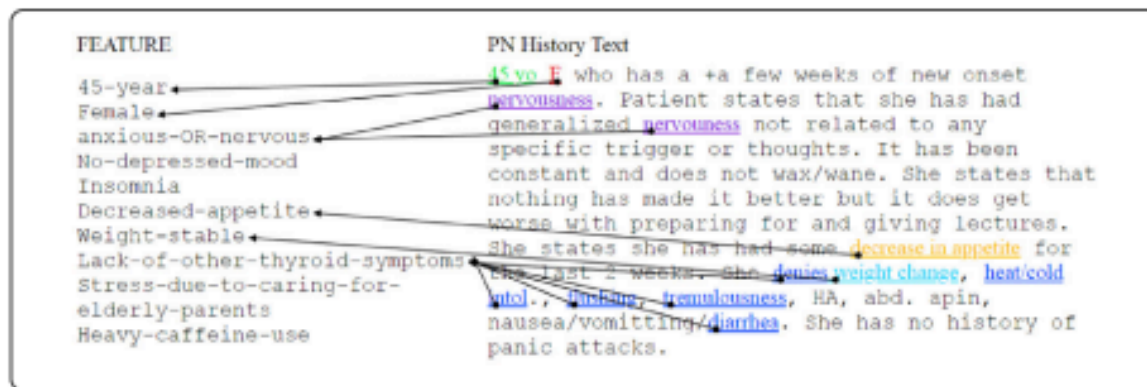 FEATURE
45-year
Female
anxious-OR-nervous
No-depressed-mood
Insomnia
Decreased-appetite
Weight-stable
Lack-of-other-thyroid-symptoms
Stress-due-to-caring-for-
elderly-parents
Heavy-caffeine-use
PN History Text
45 yo F who has a +a few weeks of new onset
nervousness. Patient states that she has had
generalized nervouness not related to any
specific trigger or thoughts. It has been
constant and does not wax/wane. She states that
nothing has made it better but it does get
worse with preparing for and giving lectures.
She states she has had some decrease in appetite for
the last 2 weeks. She denies weight change, heat/cold
intol., flushing, tremulousness, HA, abd. apin,
nausea/vomitting/diarrhea. She has no history of
panic attacks.